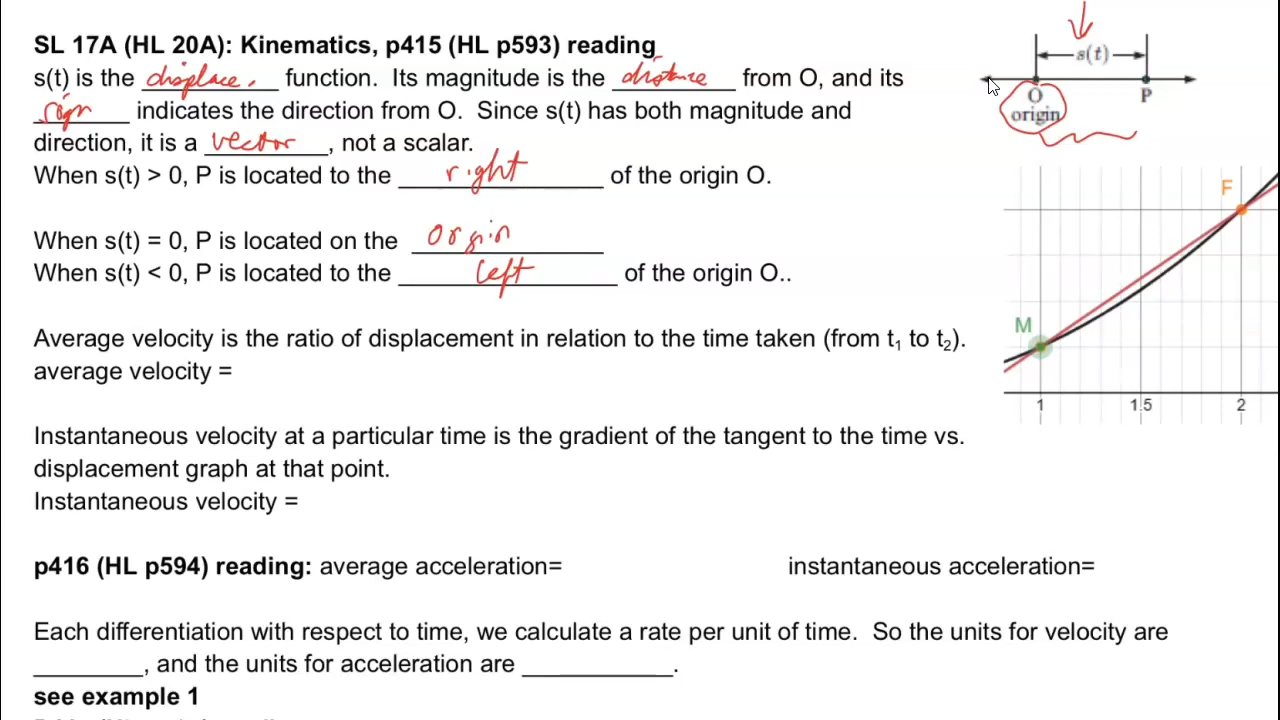 SL 17A (HL 20A): Kinematics, p415 (HL p593) reading
s(t) is the displace. function. Its magnitude is the distance from O, and its
sign indicates the direction from O. Since s(t) has both magnitude and
direction, it is a vector, not a scalar.
When s(t) > 0, P is located to the right of the origin O.
When s(t) = 0, P is located on the origin
When s(t) < 0, P is located to the left of the origin O..
Average velocity is the ratio of displacement in relation to the time taken (from t₁ to t₂).
average velocity =
Instantaneous velocity at a particular time is the gradient of the tangent to the time vs.
displacement graph at that point.
Instantaneous velocity =
p416 (HL p594) reading: average acceleration= instantaneous acceleration=
Each differentiation with respect to time, we calculate a rate per unit of time. So the units for velocity are
________, and the units for acceleration are ___________.
see example 1
s(t)
O P
origin
F
M
1 1.5 2